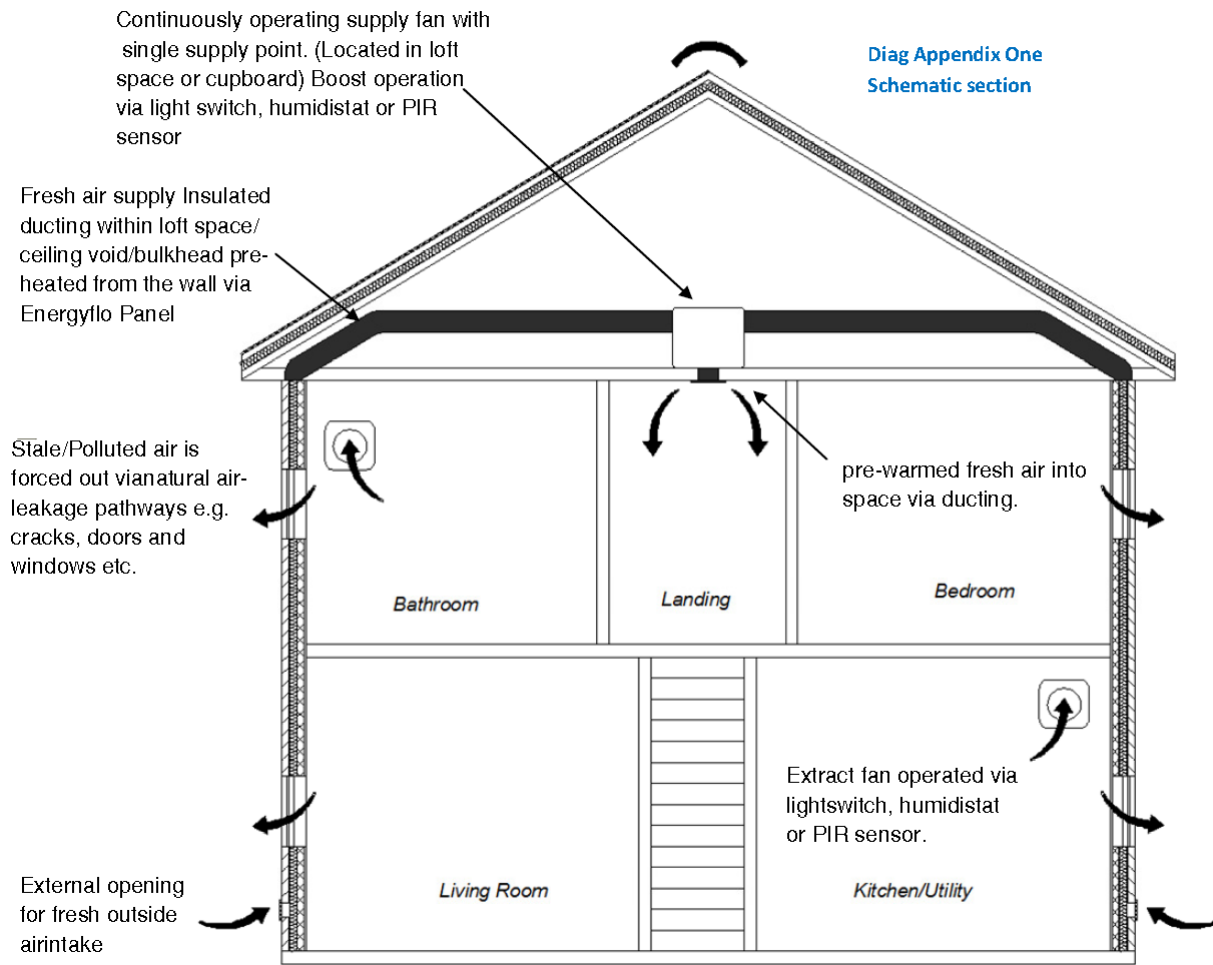 Continuously operating supply fan with
single supply point. (Located in loft
space or cupboard) Boost operation
via light switch, humidistat or PIR
sensor
Diag Appendix One
Schematic section
Fresh air supply Insulated
ducting within loft space/
ceiling void/bulkhead pre-
heated from the wall via
Energyflo Panel
Stale/Polluted air is
forced out vianatural air-
leakage pathways e.g.
cracks, doors and
windows etc.
pre-warmed fresh air into
space via ducting.
Bathroom
Landing
Bedroom
Extract fan operated via
lightswitch, humidistat
or PIR sensor.
External opening
for fresh outside
airintake
Living Room
Kitchen/Utility